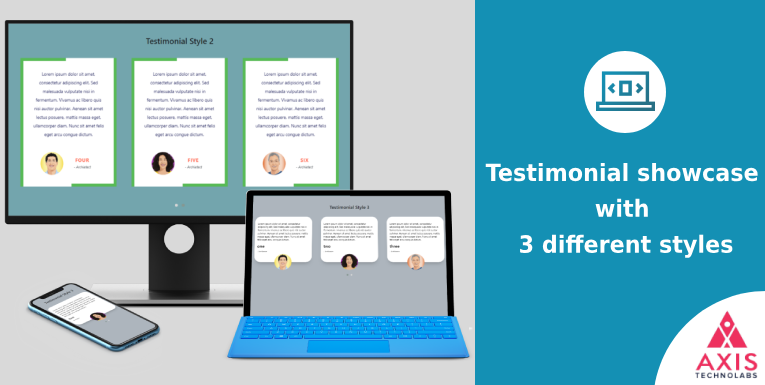 Testimonial Style 2
Lorem ipsum dolor sit amet,
consectetur adipiscing elit. Sed
malesuada vulputate nisi in
fermentum. Vivamus ac libero quis
nisi auctor pulvinar. Aenean sit amet
lectus posuere, mattis massa eget,
ullamcorper diam. Nunc sit amet felis
eget arcu congue dictum.
FOUR
Lorem ipsum dolor sit amet,
consectetur adipiscing elit. Sed
malesuada vulputate nisi in
fermentum. Vivamus ac libero quis
nisi auctor pulvinar. Aenean sit amet
lectus posuere, mattis massa eget,
ullamcorper diam. Nunc sit amet felis
eget arcu congue dictum.
FIVE
Lorem ipsum dolor sit amet,
consectetur adipiscing elit. Sed
malesuada vulputate nisi in
fermentum. Vivamus ac libero quis
nisi auctor pulvinar. Aenean sit amet
lectus posuere, mattis massa eget,
ullamcorper diam. Nunc sit amet felis
eget arcu congue dictum.
SIX
Testimonial Style 3
Testimonial showcase
with
3 different styles
AXIS
TECHNOLABS